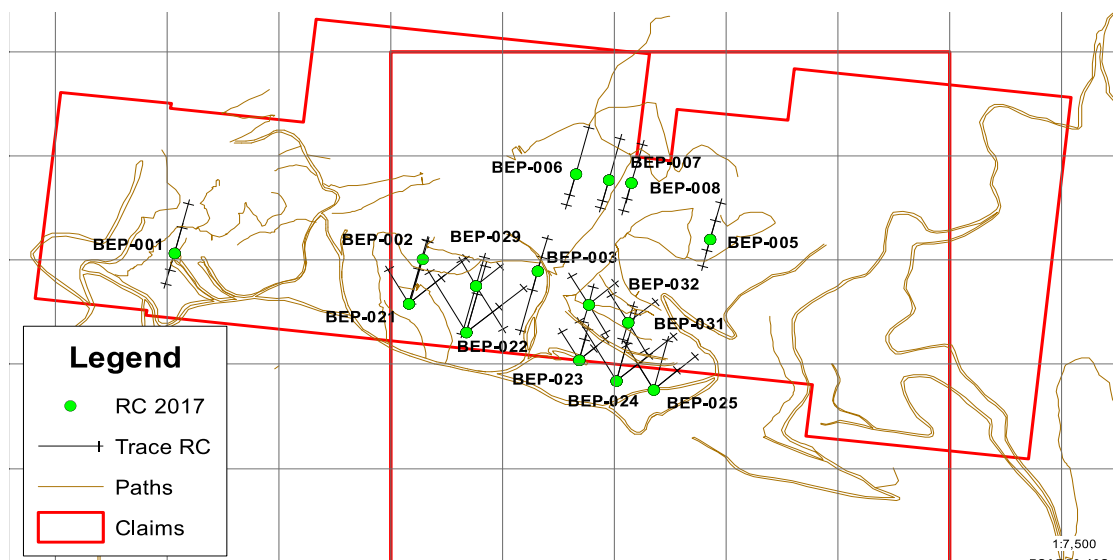 BEP-006
BEP-007
BEP-008
BEP-001
BEP-002
BEP-029
BEP-003
BEP-005
BEP-032
BEP-021
BEP-022
BEP-031
BEP-023
BEP-024
BEP-025
Legend
RC 2017
Trace RC
Paths
Claims
1:7,500